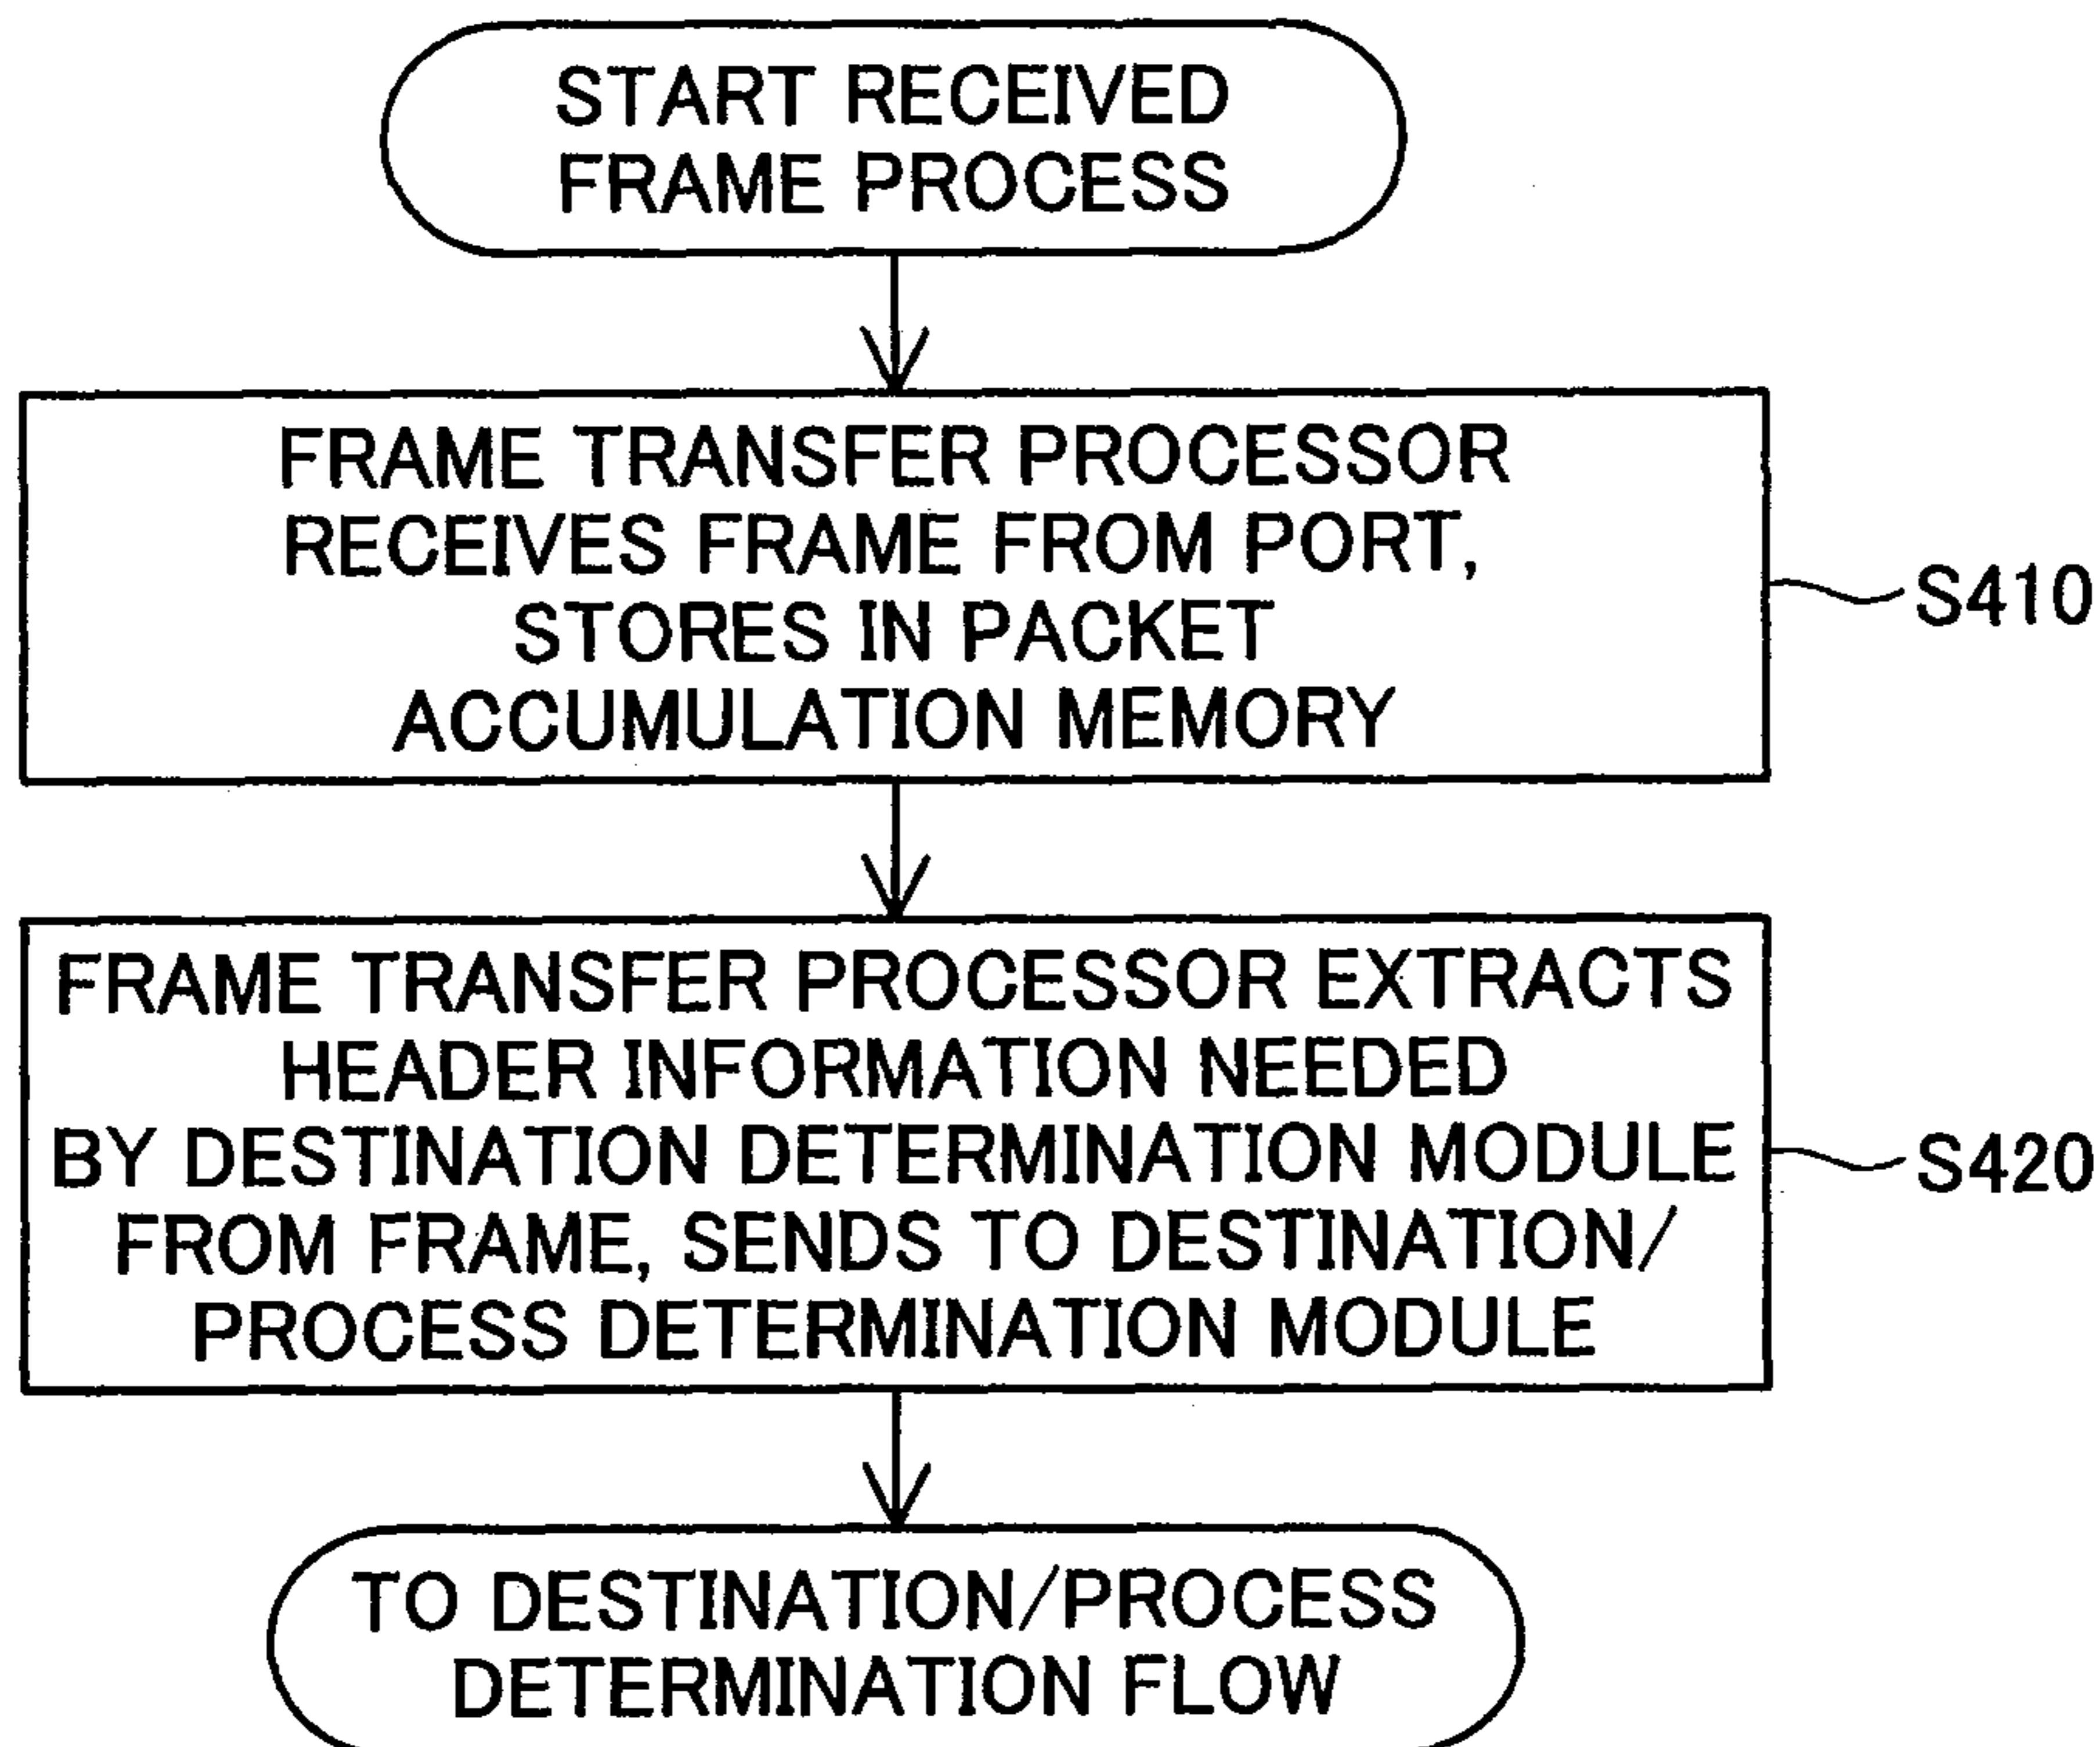 START RECEIVED
FRAME PROCESS
FRAME TRANSFER PROCESSOR
RECEIVES FRAME FROM PORT,
STORES IN PACKET
ACCUMULATION MEMORY
S410
FRAME TRANSFER PROCESSOR EXTRACTS
HEADER INFORMATION NEEDED
BY DESTINATION DETERMINATION MODULE
FROM FRAME, SENDS TO DESTINATION/
PROCESS DETERMINATION MODULE
S420
TO DESTINATION/PROCESS
DETERMINATION FLOW